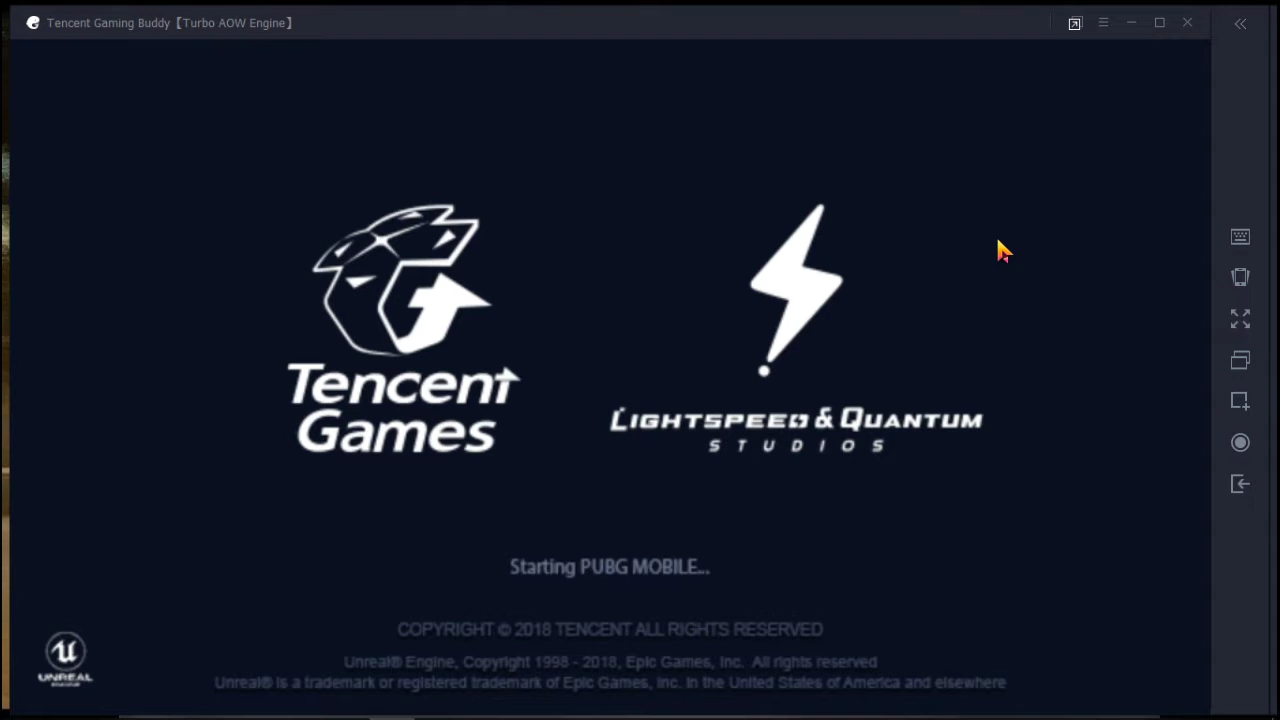 Tencent Gaming Buddy【Turbo AOW Engine】
Tencent
Games
LIGHTSPEED & QUANTUM
STUDIOS
Starting PUBG MOBILE...
COPYRIGHT © 2018 TENCENT ALL RIGHTS RESERVED
Unreal® Engine, Copyright 1998 - 2018, Epic Games, Inc. All rights reserved
Unreal® is a trademark or registered trademark of Epic Games, Inc. in the United States of America and elsewhere
UNREAL
ENGINE